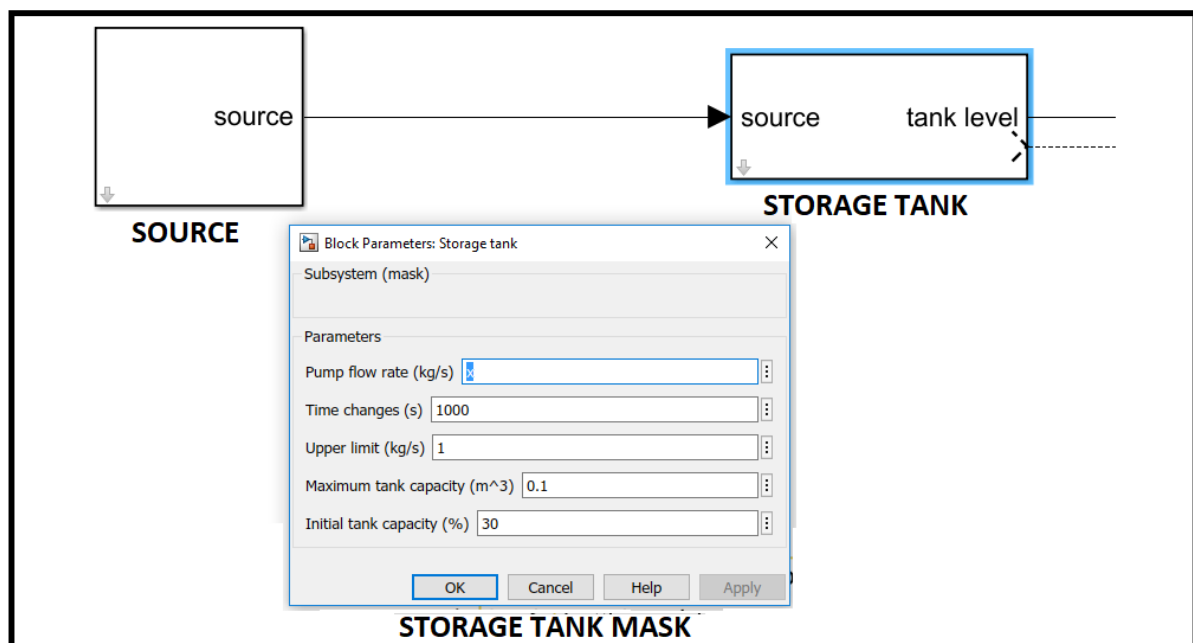 source
source tank level
SOURCE
STORAGE TANK
Block Parameters: Storage tank
Subsystem (mask)
Parameters
Pump flow rate (kg/s) x
Time changes (s) 1000
Upper limit (kg/s) 1
Maximum tank capacity (m^3) 0.1
Initial tank capacity (%) 30
OK Cancel Help Apply
STORAGE TANK MASK